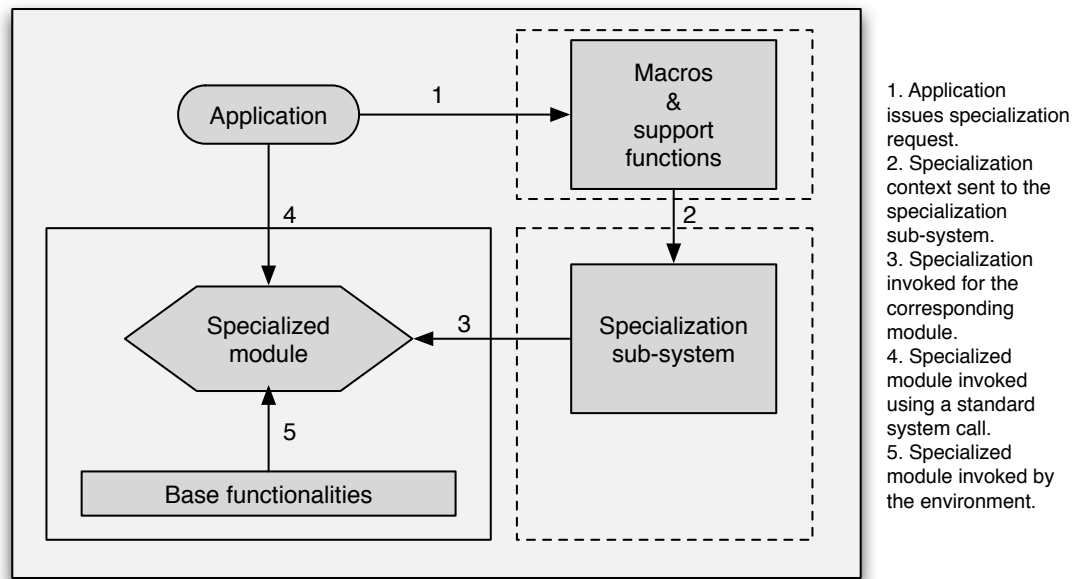 Application
1
Macros
&
support
functions
4
2
Specialized
module
3
Specialization
sub-system
5
Base functionalities
1. Application
issues specialization
request.
2. Specialization
context sent to the
specialization
sub-system.
3. Specialization
invoked for the
corresponding
module.
4. Specialized
module invoked
using a standard
system call.
5. Specialized
module invoked by
the environment.